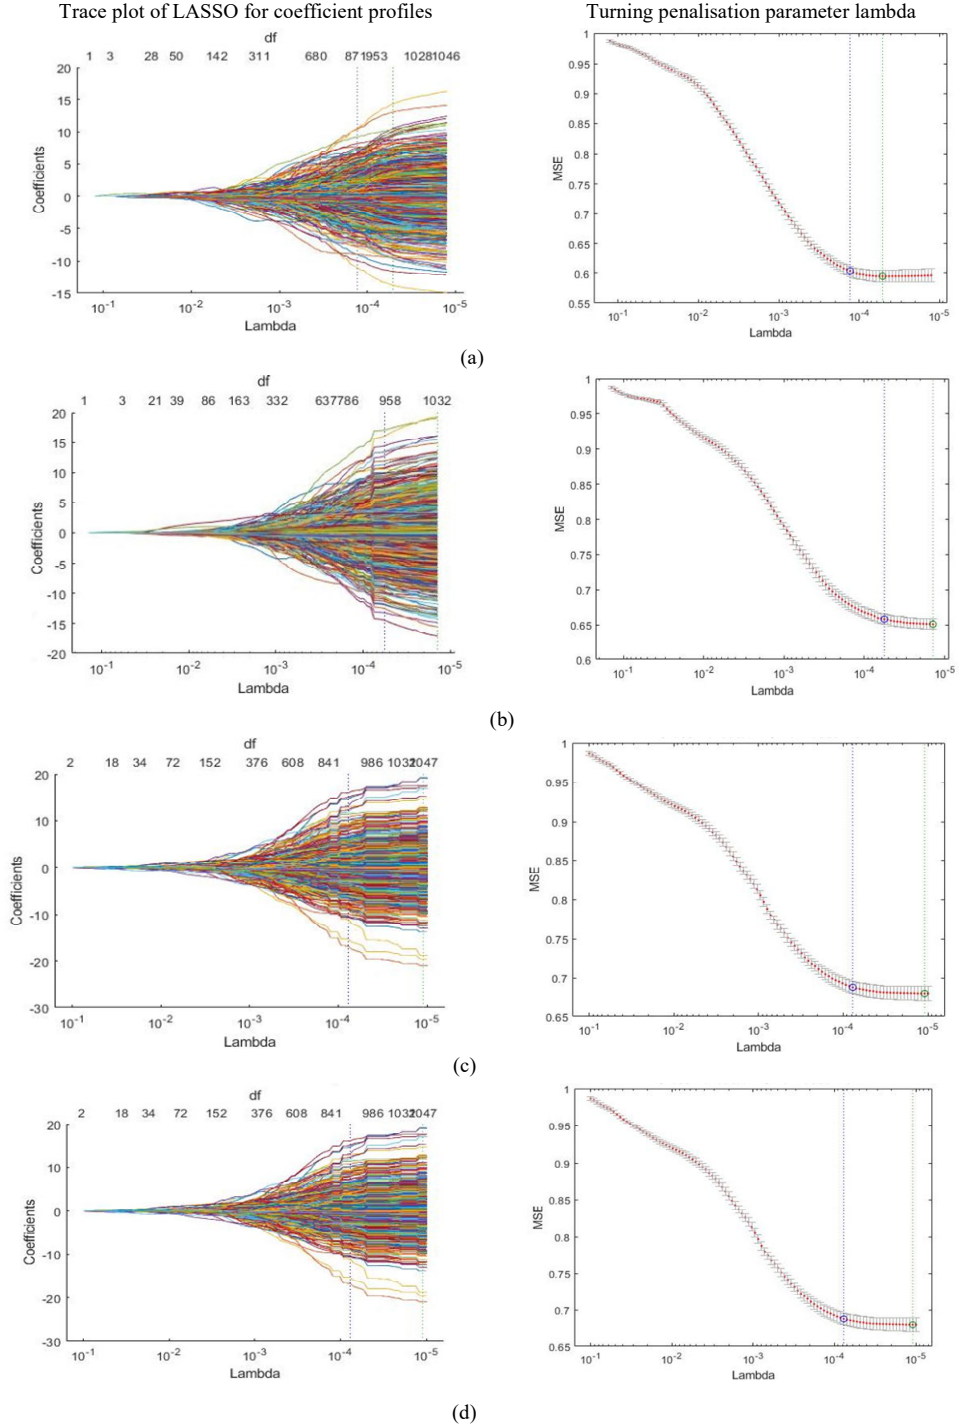 Trace plot of LASSO for coefficient profiles
Turning penalisation parameter lambda
df
1 3 28 50 142 311 680 871953 10281046
20
15
10
5
0
-5
-10
-15
Coefficients
10⁻¹ 10⁻² 10⁻³ 10⁻⁴ 10⁻⁵
Lambda
1
0.95
0.9
0.85
0.8
0.75
0.7
0.65
0.6
0.55
MSE
10⁻¹ 10⁻² 10⁻³ 10⁻⁴ 10⁻⁵
Lambda
(a)
df
1 3 21 39 86 163 332 637786 958 1032
20
15
10
5
0
-5
-10
-15
-20
Coefficients
10⁻¹ 10⁻² 10⁻³ 10⁻⁴ 10⁻⁵
Lambda
1
0.95
0.9
0.85
0.8
0.75
0.7
0.65
0.6
MSE
10⁻¹ 10⁻² 10⁻³ 10⁻⁴ 10⁻⁵
Lambda
(b)
df
2 18 34 72 152 376 608 841 986 1047
20
10
0
-10
-20
-30
Coefficients
10⁻¹ 10⁻² 10⁻³ 10⁻⁴ 10⁻⁵
Lambda
1
0.95
0.9
0.85
0.8
0.75
0.7
0.65
MSE
10⁻¹ 10⁻² 10⁻³ 10⁻⁴ 10⁻⁵
Lambda
(c)
df
2 18 34 72 152 376 608 841 986 1047
20
10
0
-10
-20
-30
Coefficients
10⁻¹ 10⁻² 10⁻³ 10⁻⁴ 10⁻⁵
Lambda
1
0.95
0.9
0.85
0.8
0.75
0.7
0.65
MSE
10⁻¹ 10⁻² 10⁻³ 10⁻⁴ 10⁻⁵
Lambda
(d)